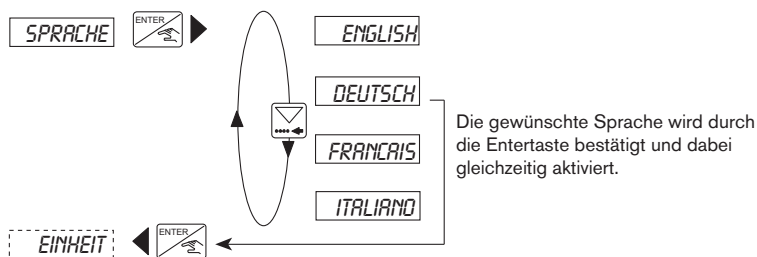 SPRACHE
ENTER
ENGLISH
DEUTSCH
FRANCAIS
ITALIANO
Die gewünschte Sprache wird durch
die Entertaste bestätigt und dabei
gleichzeitig aktiviert.
EINHEIT
ENTER